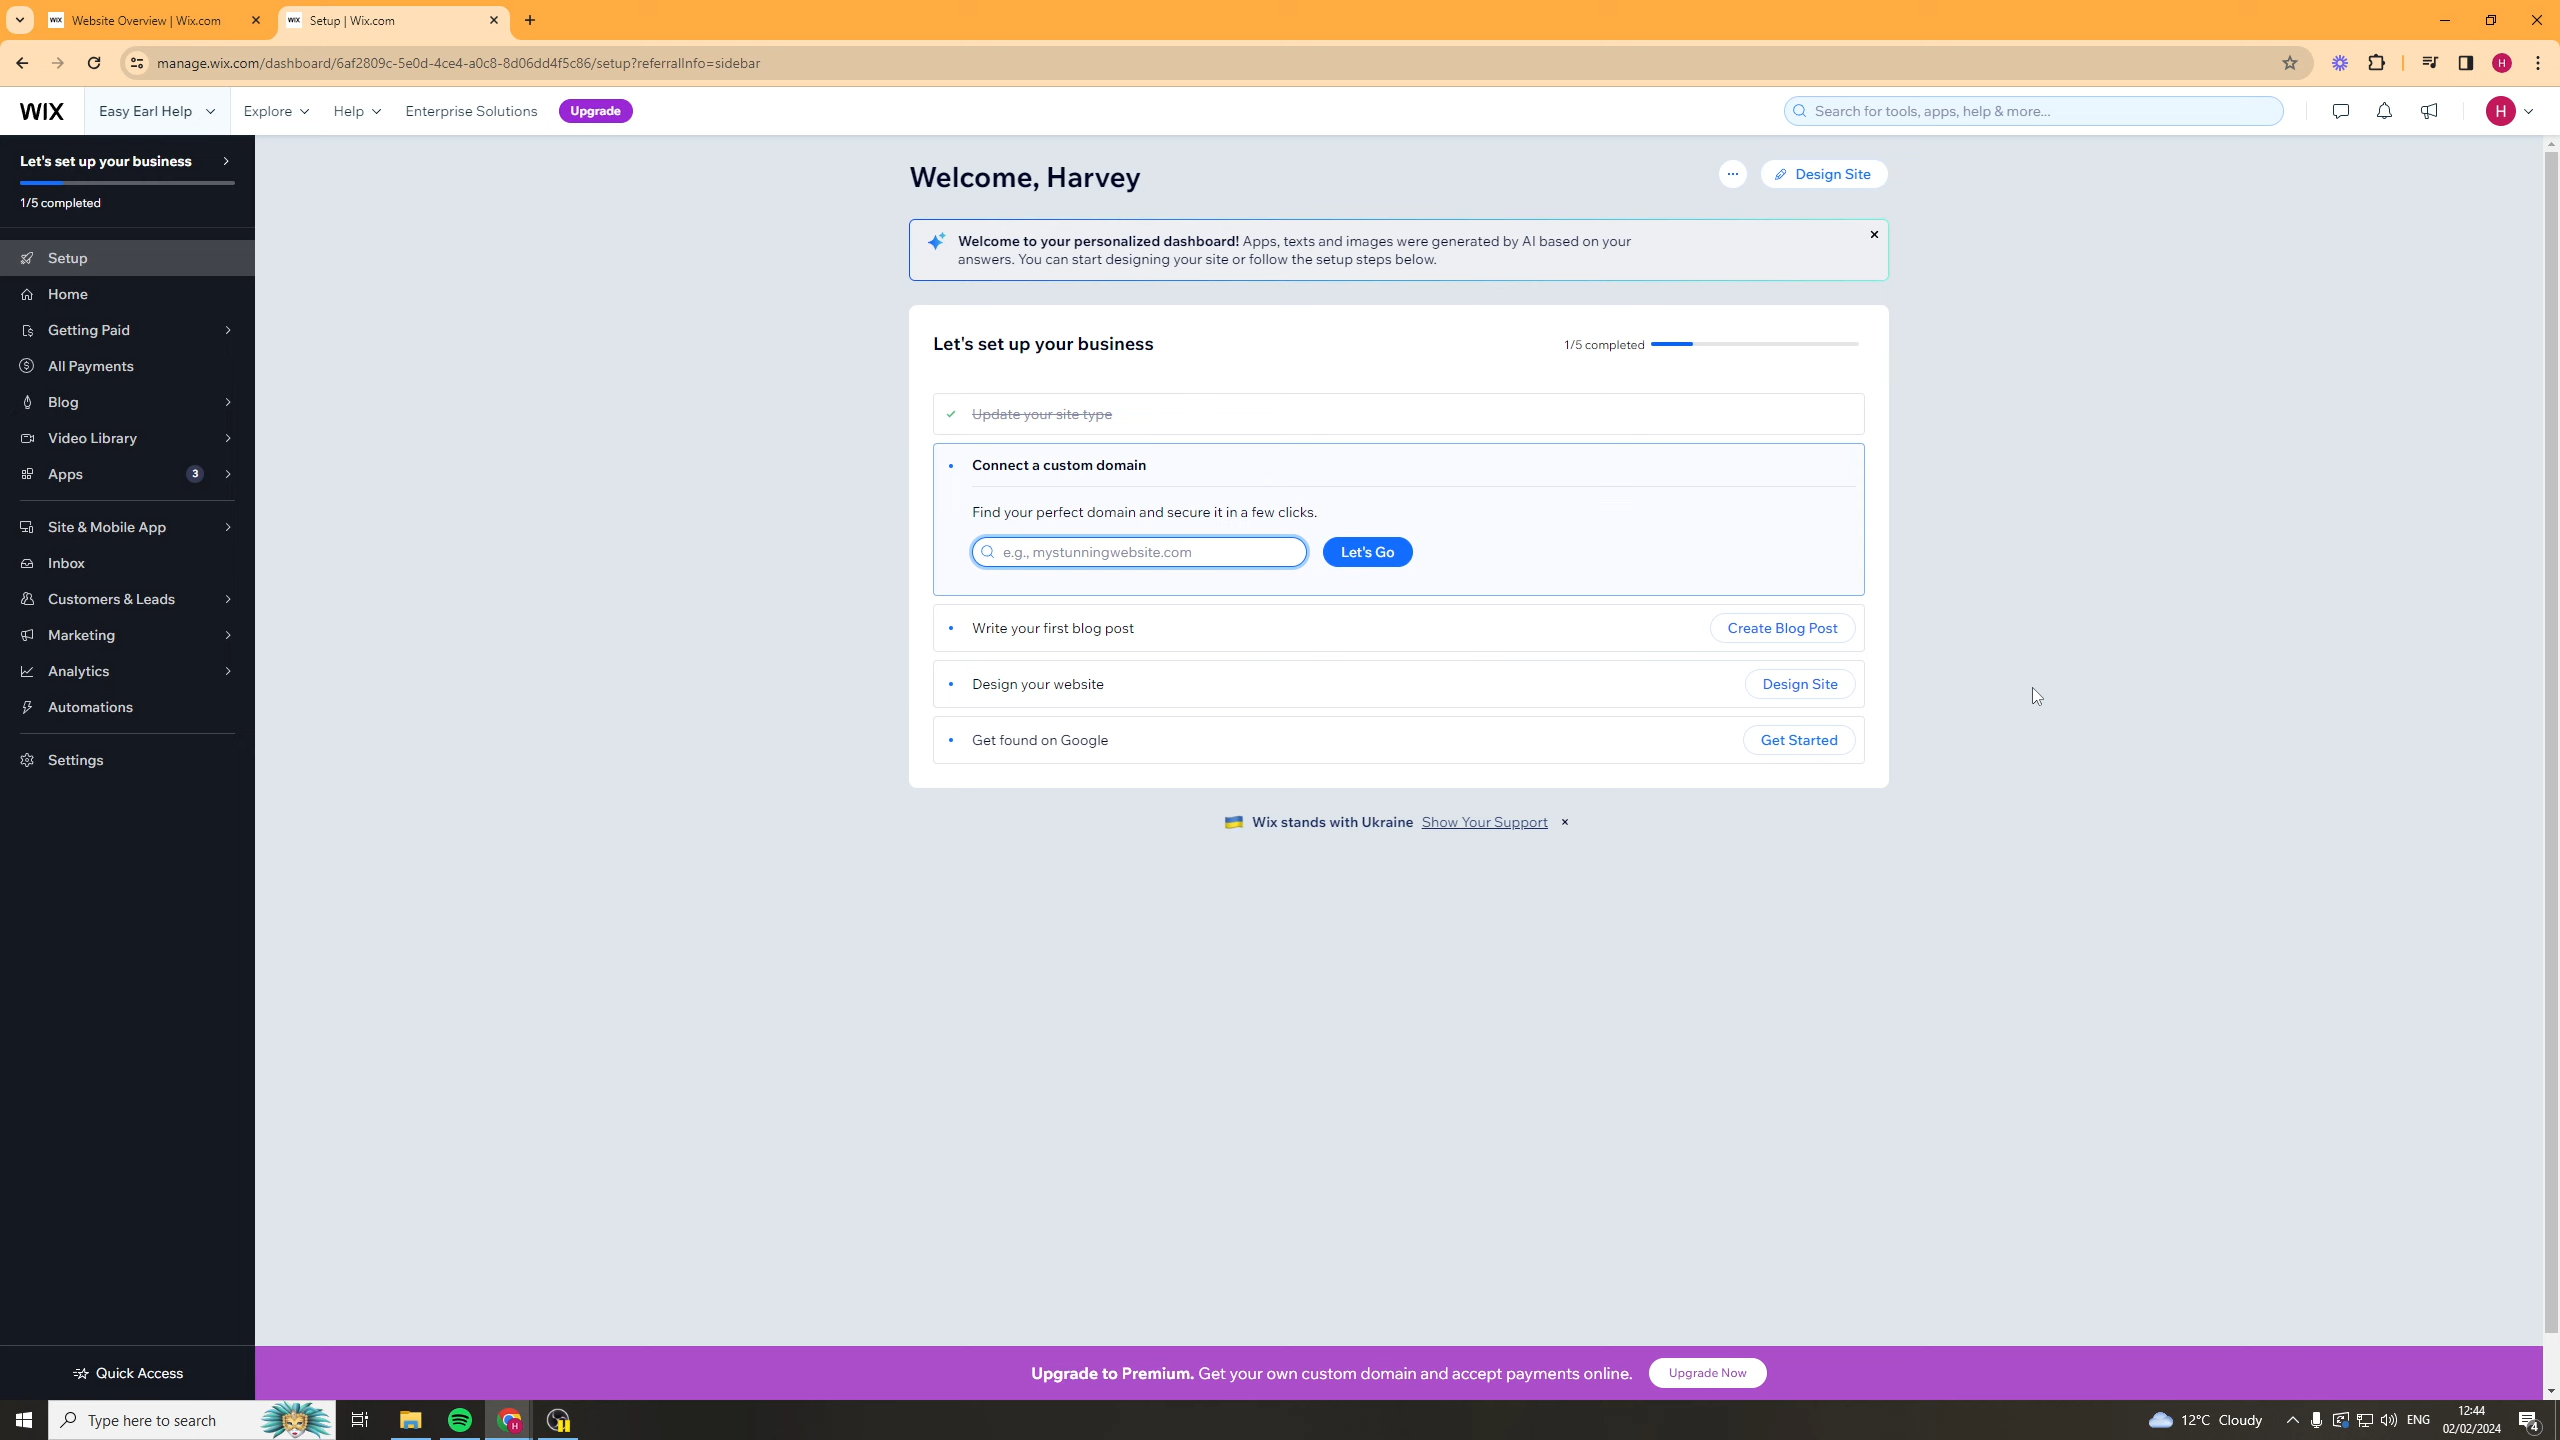 WIX Website Overview | Wix.com
WIX Setup | Wix.com
manage.wix.com/dashboard/6af2809c-5e0d-4ce4-a0c8-8d06dd4f5c86/setup?referralInfo=sidebar
H
WIX
Easy Earl Help
Explore
Help
Enterprise Solutions
Upgrade
Search for tools, apps, help & more...
H
Let's set up your business
1/5 completed
Setup
Home
Getting Paid
All Payments
Blog
Video Library
Apps 3
Site & Mobile App
Inbox
Customers & Leads
Marketing
Analytics
Automations
Settings
Quick Access
Welcome, Harvey
... Design Site
Welcome to your personalized dashboard! Apps, texts and images were generated by AI based on your
answers. You can start designing your site or follow the setup steps below.
Let's set up your business
1/5 completed
Update your site type
Connect a custom domain
Find your perfect domain and secure it in a few clicks.
e.g., mystunningwebsite.com
Let's Go
Write your first blog post
Create Blog Post
Design your website
Design Site
Get found on Google
Get Started
Wix stands with Ukraine Show Your Support
Upgrade to Premium. Get your own custom domain and accept payments online.
Upgrade Now
Type here to search
H
12°C Cloudy
ENG
12:44
02/02/2024
4